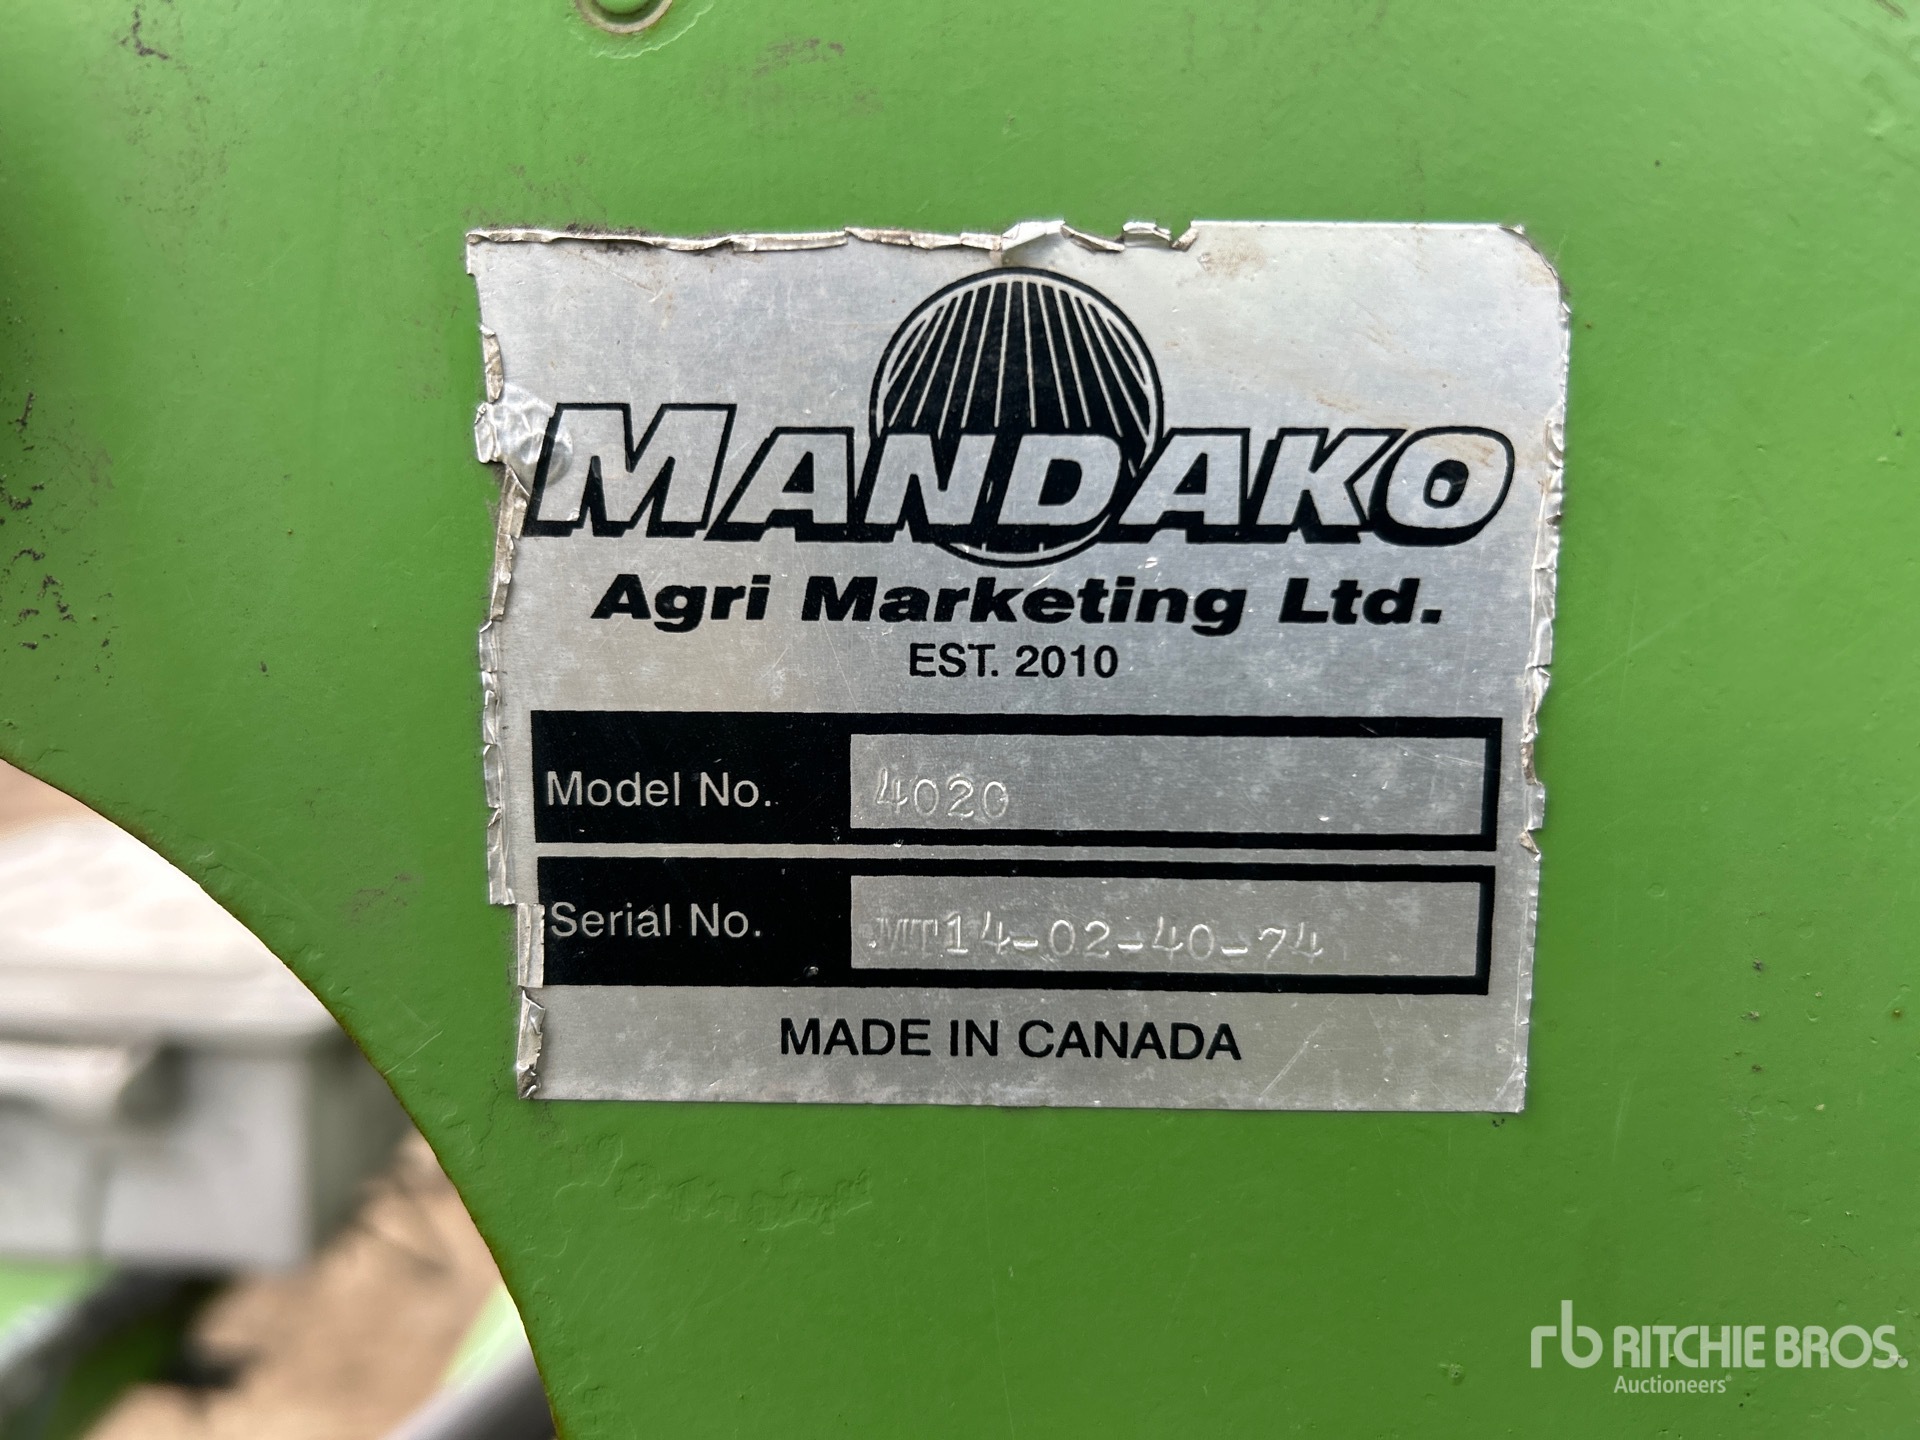 MANDAKO
Agri Marketing Ltd.
EST. 2010
Model No. 4020
Serial No. MT14-02-40-74
MADE IN CANADA
rb RITCHIE BROS.
Auctioneers